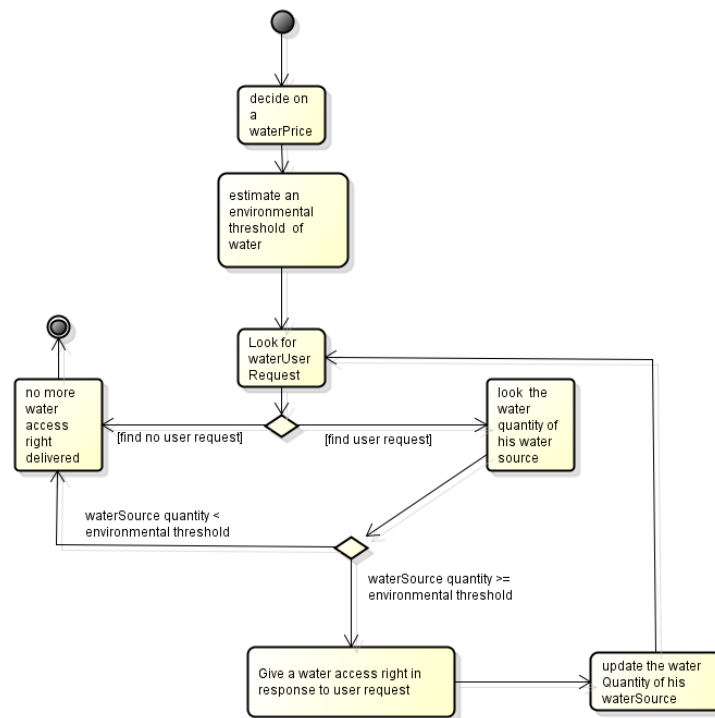 decide on
a
waterPrice
estimate an
environmental
threshold of
water
Look for
waterUser
Request
no more
water
access
right
delivered
[find no user request]
[find user request]
look the
water
quantity of
his water
source
waterSource quantity <
environmental threshold
waterSource quantity >=
environmental threshold
Give a water access right in
response to user request
update the water
Quantity of his
waterSource